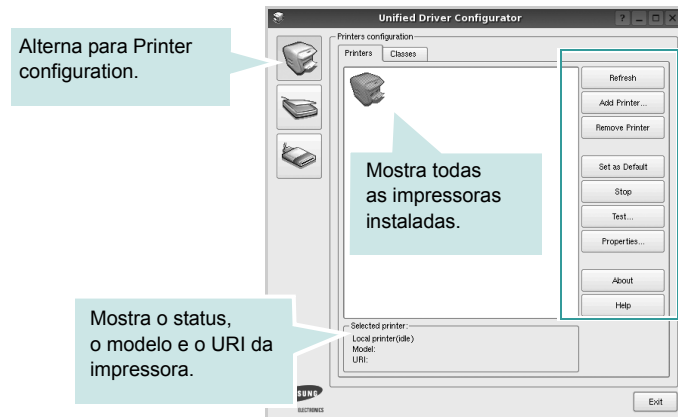 Unified Driver Configurator
Alterna para Printer
configuration.
Printers configuration
Printers
Classes
Refresh
Add Printer...
Remove Printer
Set as Default
Stop
Test...
Properties...
About
Help
Mostra todas
as impressoras
instaladas.
Mostra o status,
o modelo e o URI da
impressora.
Selected printer:
Local printer(idle)
Model:
URI:
SUNG
ELECTRONICS
Exit